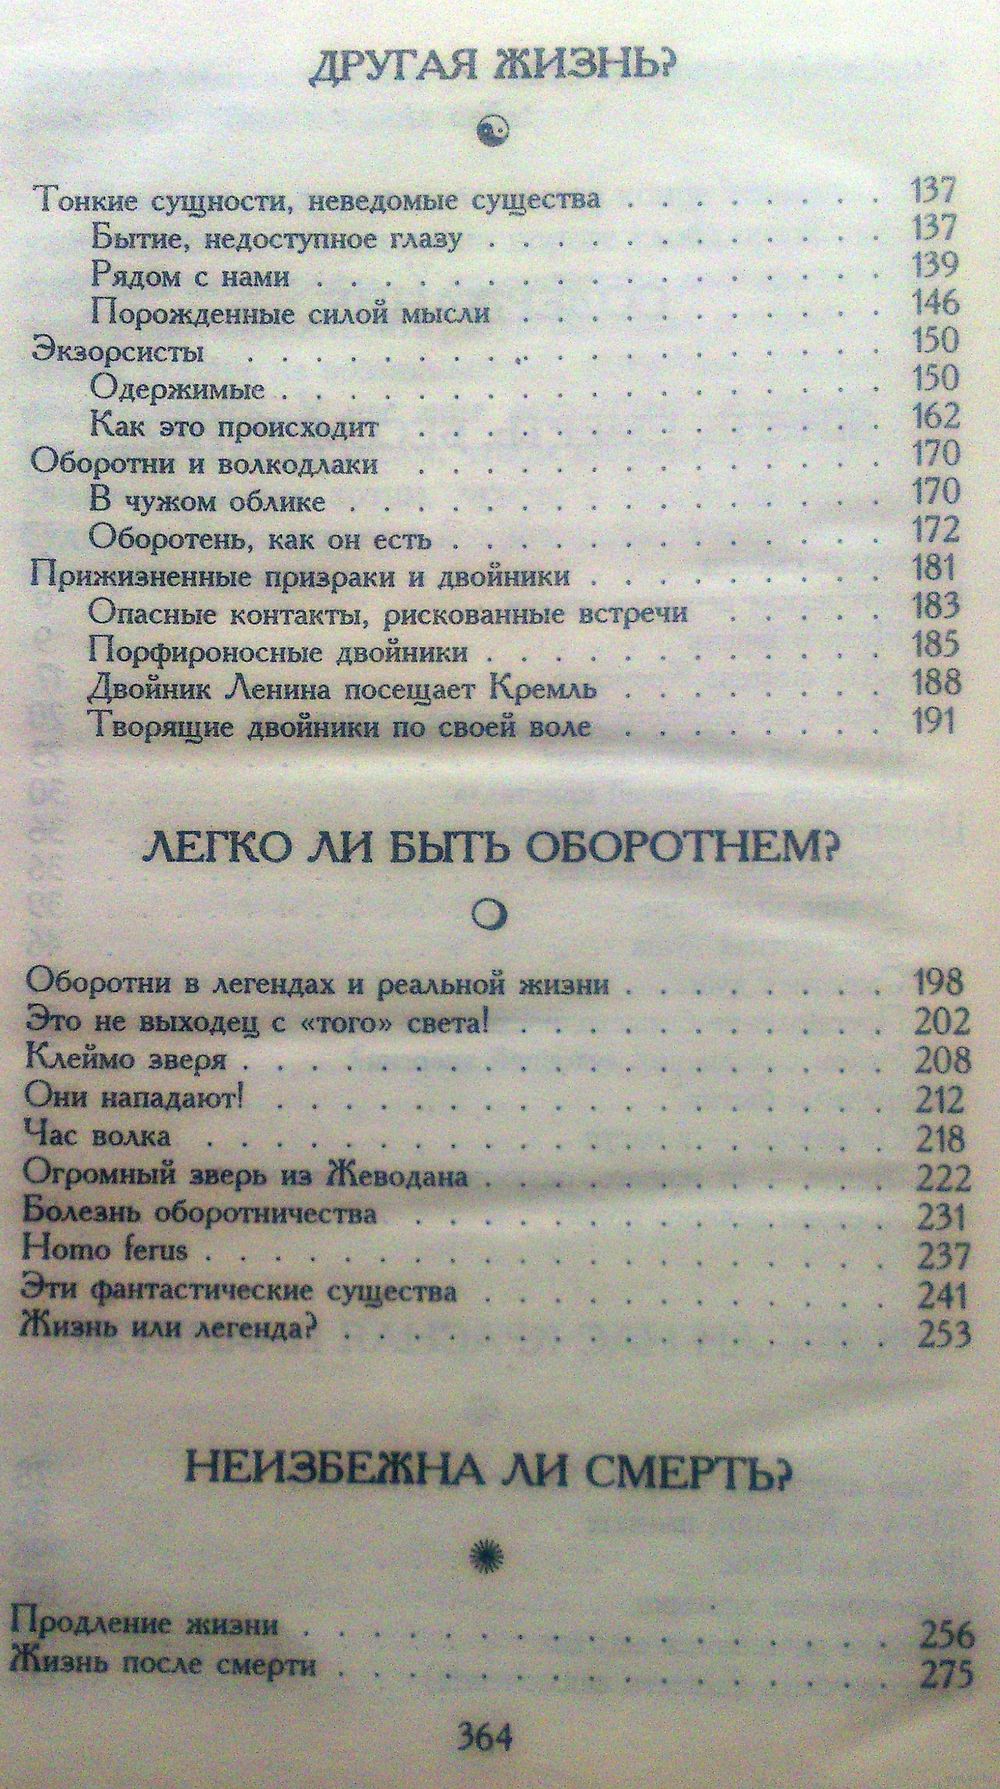 ДРУГАЯ ЖИЗНЬ?
Тонкие сущности, неведомые существа . . . . . . . . 137
Бытие, недоступное глазу . . . . . . . . . . . . 137
Рядом с нами . . . . . . . . . . . . . . . . . 139
Порожденные силой мысли . . . . . . . . . . . 146
Экзорсисты . . . . . . . . . . . . . . . . . . . 150
Одержимые . . . . . . . . . . . . . . . . . . 150
Как это происходит . . . . . . . . . . . . . . 162
Оборотни и волкодлаки . . . . . . . . . . . . . . 170
В чужом облике . . . . . . . . . . . . . . . . 170
Оборотень, как он есть . . . . . . . . . . . . . 172
Прижизненные призраки и двойники . . . . . . . . . 181
Опасные контакты, рискованные встречи . . . . . 183
Порфироносные двойники . . . . . . . . . . . . 185
Двойник Ленина посещает Кремль . . . . . . . . 188
Творящие двойники по своей воле . . . . . . . . 191
ЛЕГКО ЛИ БЫТЬ ОБОРОТНЕМ?
Оборотни в легендах и реальной жизни . . . . . . . . 198
Это не выходец с «того» света! . . . . . . . . . . . 202
Клеймо зверя . . . . . . . . . . . . . . . . . . . 208
Они нападают! . . . . . . . . . . . . . . . . . . 212
Час волка . . . . . . . . . . . . . . . . . . . . 218
Огромный зверь из Жеводана . . . . . . . . . . . . 222
Болезнь оборотничества . . . . . . . . . . . . . . 231
Homo ferus . . . . . . . . . . . . . . . . . . . . 237
Эти фантастические существа . . . . . . . . . . . . 241
Жизнь или легенда? . . . . . . . . . . . . . . . . 253
НЕИЗБЕЖНА ЛИ СМЕРТЬ?
Продление жизни . . . . . . . . . . . . . . . . . 256
Жизнь после смерти . . . . . . . . . . . . . . . . 275
364